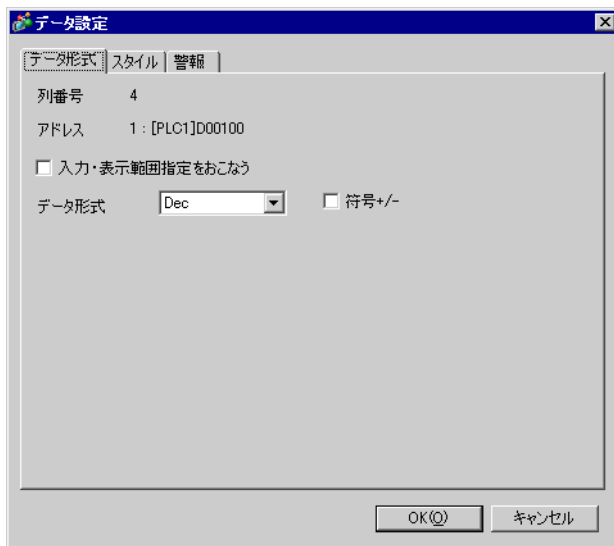 データ設定
データ形式 スタイル 警報
列番号 4
アドレス 1 : [PLC1]D00100
入力・表示範囲指定をおこなう
データ形式 Dec 符号+/-
OK(O) キャンセル